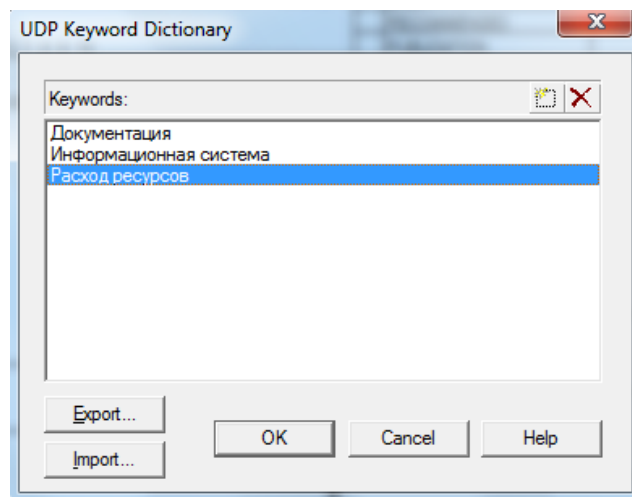 UDP Keyword Dictionary
Keywords:
Документация
Информационная система
Расход ресурсов
Export...
OK
Cancel
Help
Import...